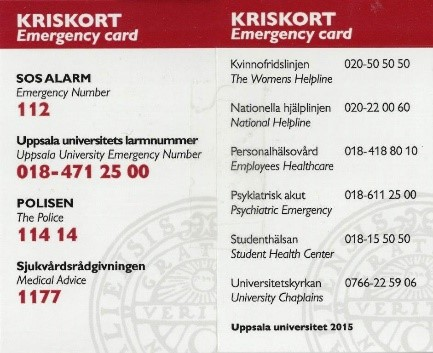 KRISKORT
Emergency card
SOS ALARM
Emergency Number
112
Uppsala universitets larmnummer
Uppsala University Emergency Number
018-471 25 00
POLISEN
The Police
114 14
Sjukvårdsrådgivningen
Medical Advice
1177
KRISKORT
Emergency card
Kvinnofridslinjen 020-50 50 50
The Womens Helpline
Nationella hjälplinjen 020-22 00 60
National Helpline
Personalhälsovård 018-418 80 10
Employees Healthcare
Psykiatrisk akut 018-611 25 00
Psychiatric Emergency
Studenthälsan 018-15 50 50
Student Health Center
Universitetskyrkan 0766-22 59 06
University Chaplains
Uppsala universitet 2015